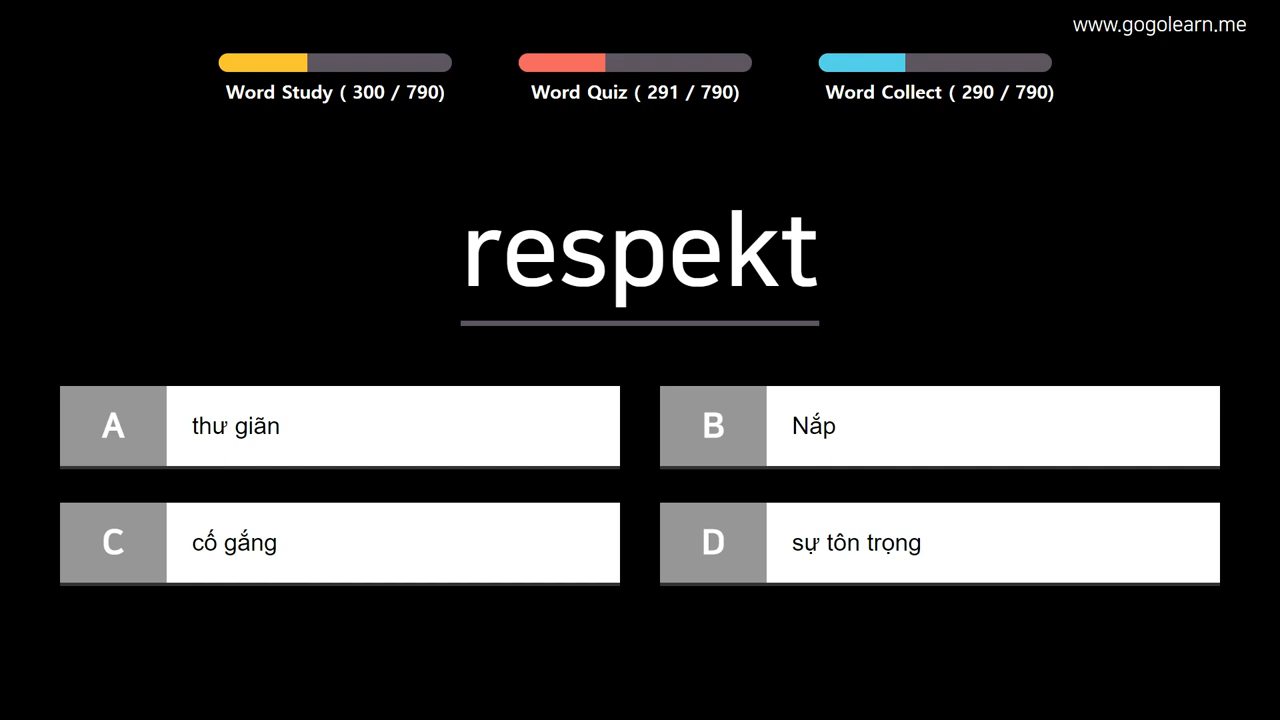 www.gogolearn.me
Word Study ( 300 / 790)
Word Quiz ( 291 / 790)
Word Collect ( 290 / 790)
respekt
A
thư giãn
B
Nắp
C
cố gắng
D
sự tôn trọng